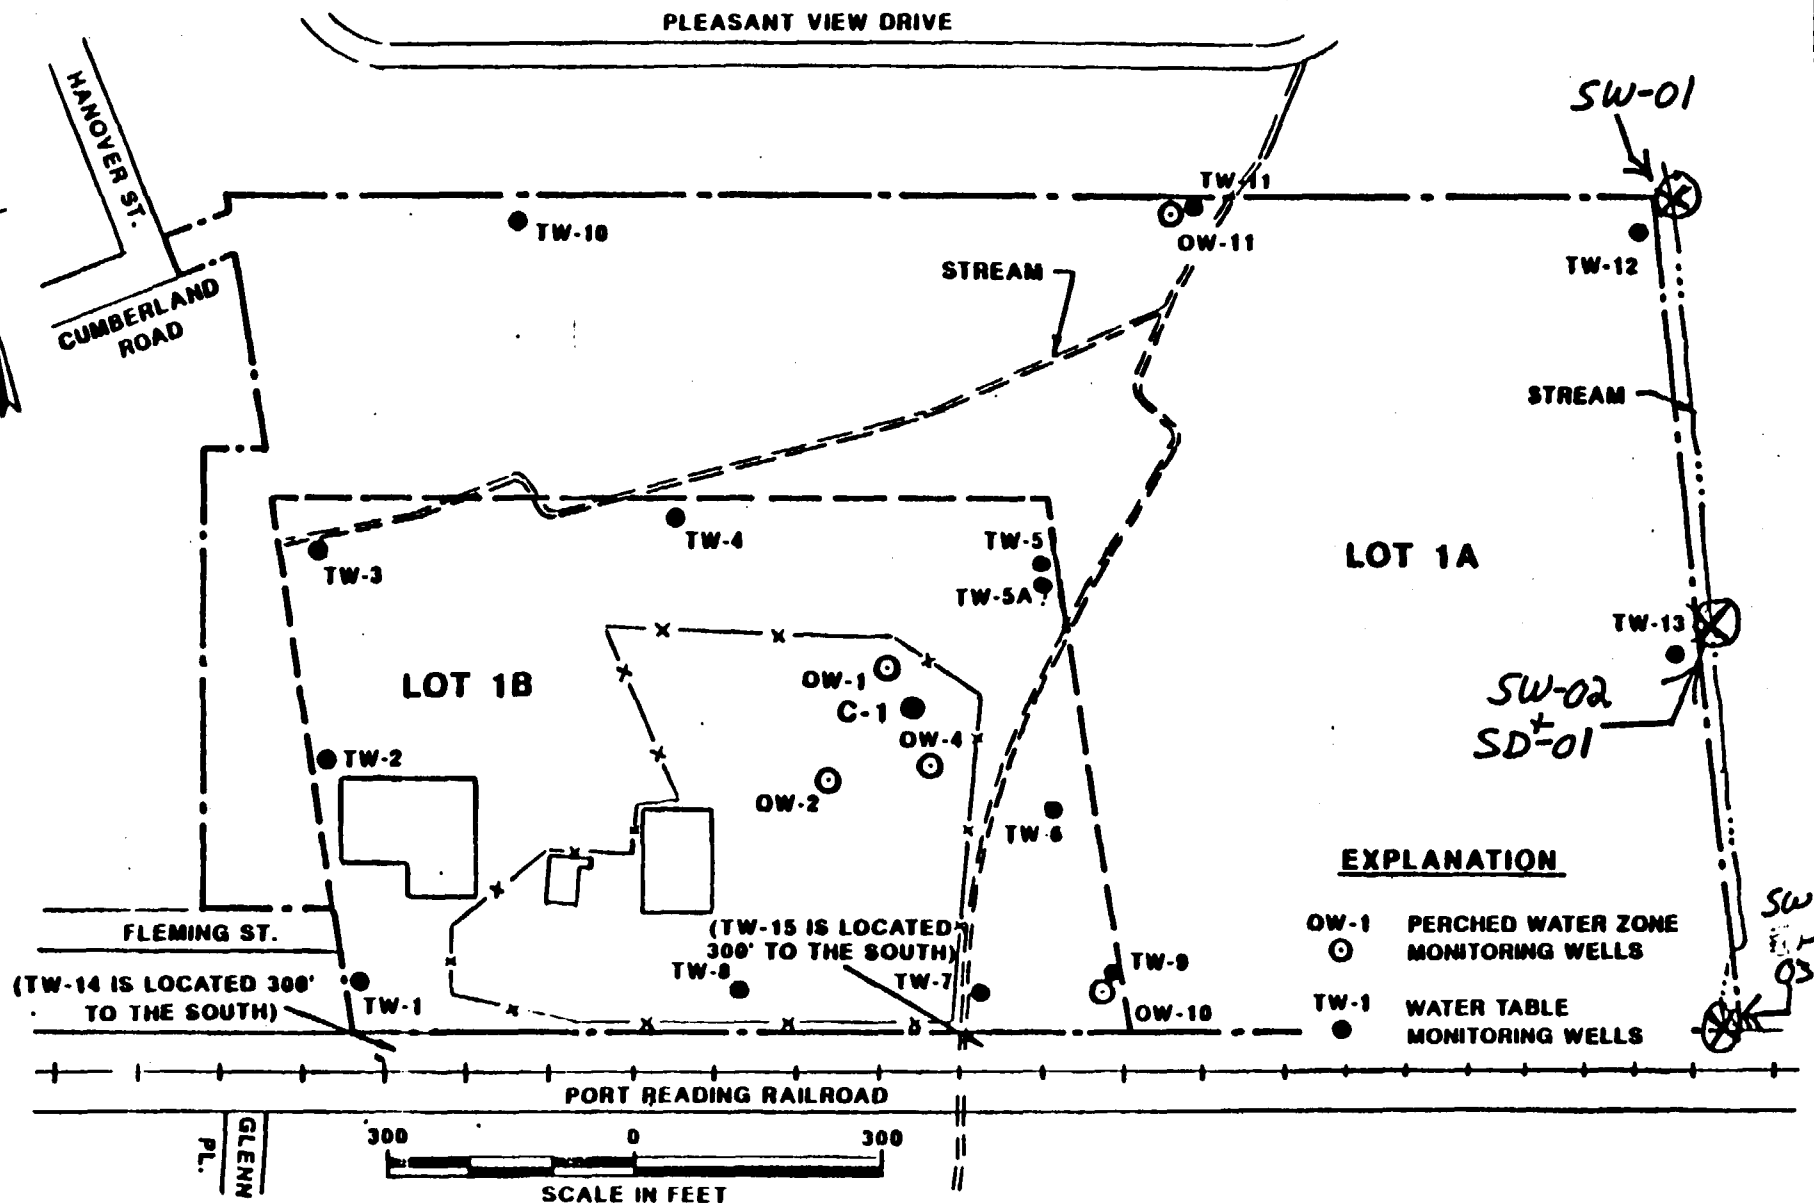 PLEASANT VIEW DRIVE
HANOVER ST.
SW-01
TW-11
TW-10
OW-11
TW-12
STREAM
CUMBERLAND
ROAD
STREAM
TW-4
TW-5
LOT 1A
TW-3
TW-5A
TW-13
LOT 1B
OW-1
SW-02
+
SD-01
C-1
OW-4
TW-2
OW-2
TW-6
EXPLANATION
OW-1 PERCHED WATER ZONE
MONITORING WELLS
SW
03
FLEMING ST.
(TW-15 IS LOCATED
300' TO THE SOUTH)
TW-8
TW-7
TW-9
(TW-14 IS LOCATED 300'
TO THE SOUTH)
TW-1
OW-10
TW-1 WATER TABLE
MONITORING WELLS
PORT READING RAILROAD
GLENN
PL.
300 0 300
SCALE IN FEET